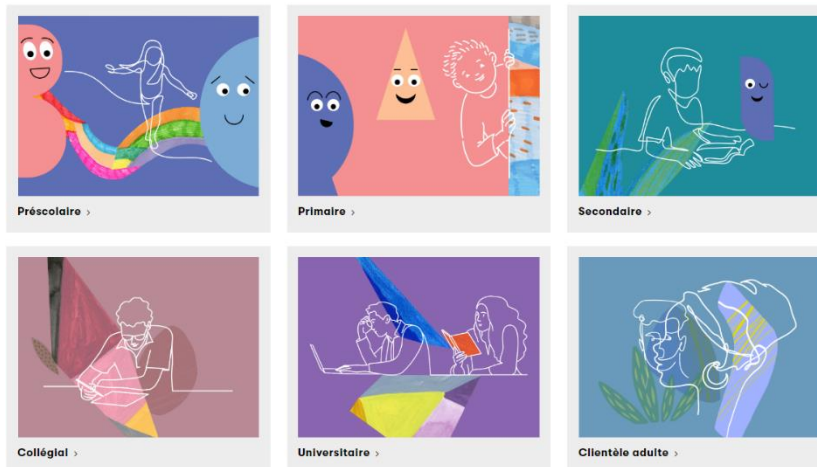 Préscolaire >
Primaire >
Secondaire >
Collégial >
Universitaire >
Clientèle adulte >